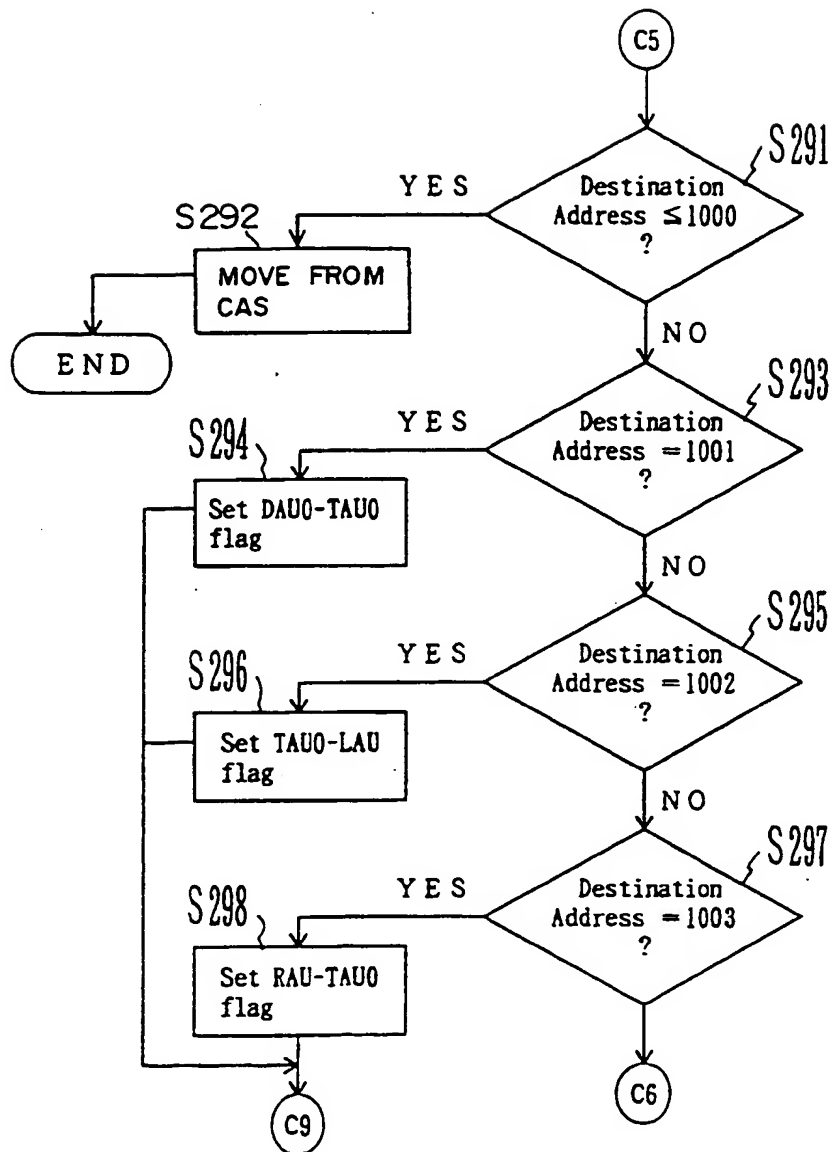 C5
S291
YES
Destination
Address ≤1000
?
S292
MOVE FROM
CAS
END
NO
S293
YES
Destination
Address =1001
?
S294
Set DAU0-TAU0
flag
NO
S295
YES
Destination
Address =1002
?
S296
Set TAU0-LAU
flag
NO
S297
YES
Destination
Address =1003
?
S298
Set RAU-TAU0
flag
C9
C6